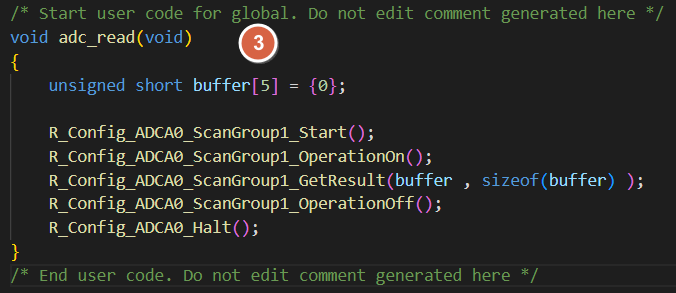 /* Start user code for global. Do not edit comment generated here */
void adc_read(void)
3
{
    unsigned short buffer[5] = {0};

    R_Config_ADCA0_ScanGroup1_Start();
    R_Config_ADCA0_ScanGroup1_OperationOn();
    R_Config_ADCA0_ScanGroup1_GetResult(buffer , sizeof(buffer) );
    R_Config_ADCA0_ScanGroup1_OperationOff();
    R_Config_ADCA0_Halt();
}
/* End user code. Do not edit comment generated here */